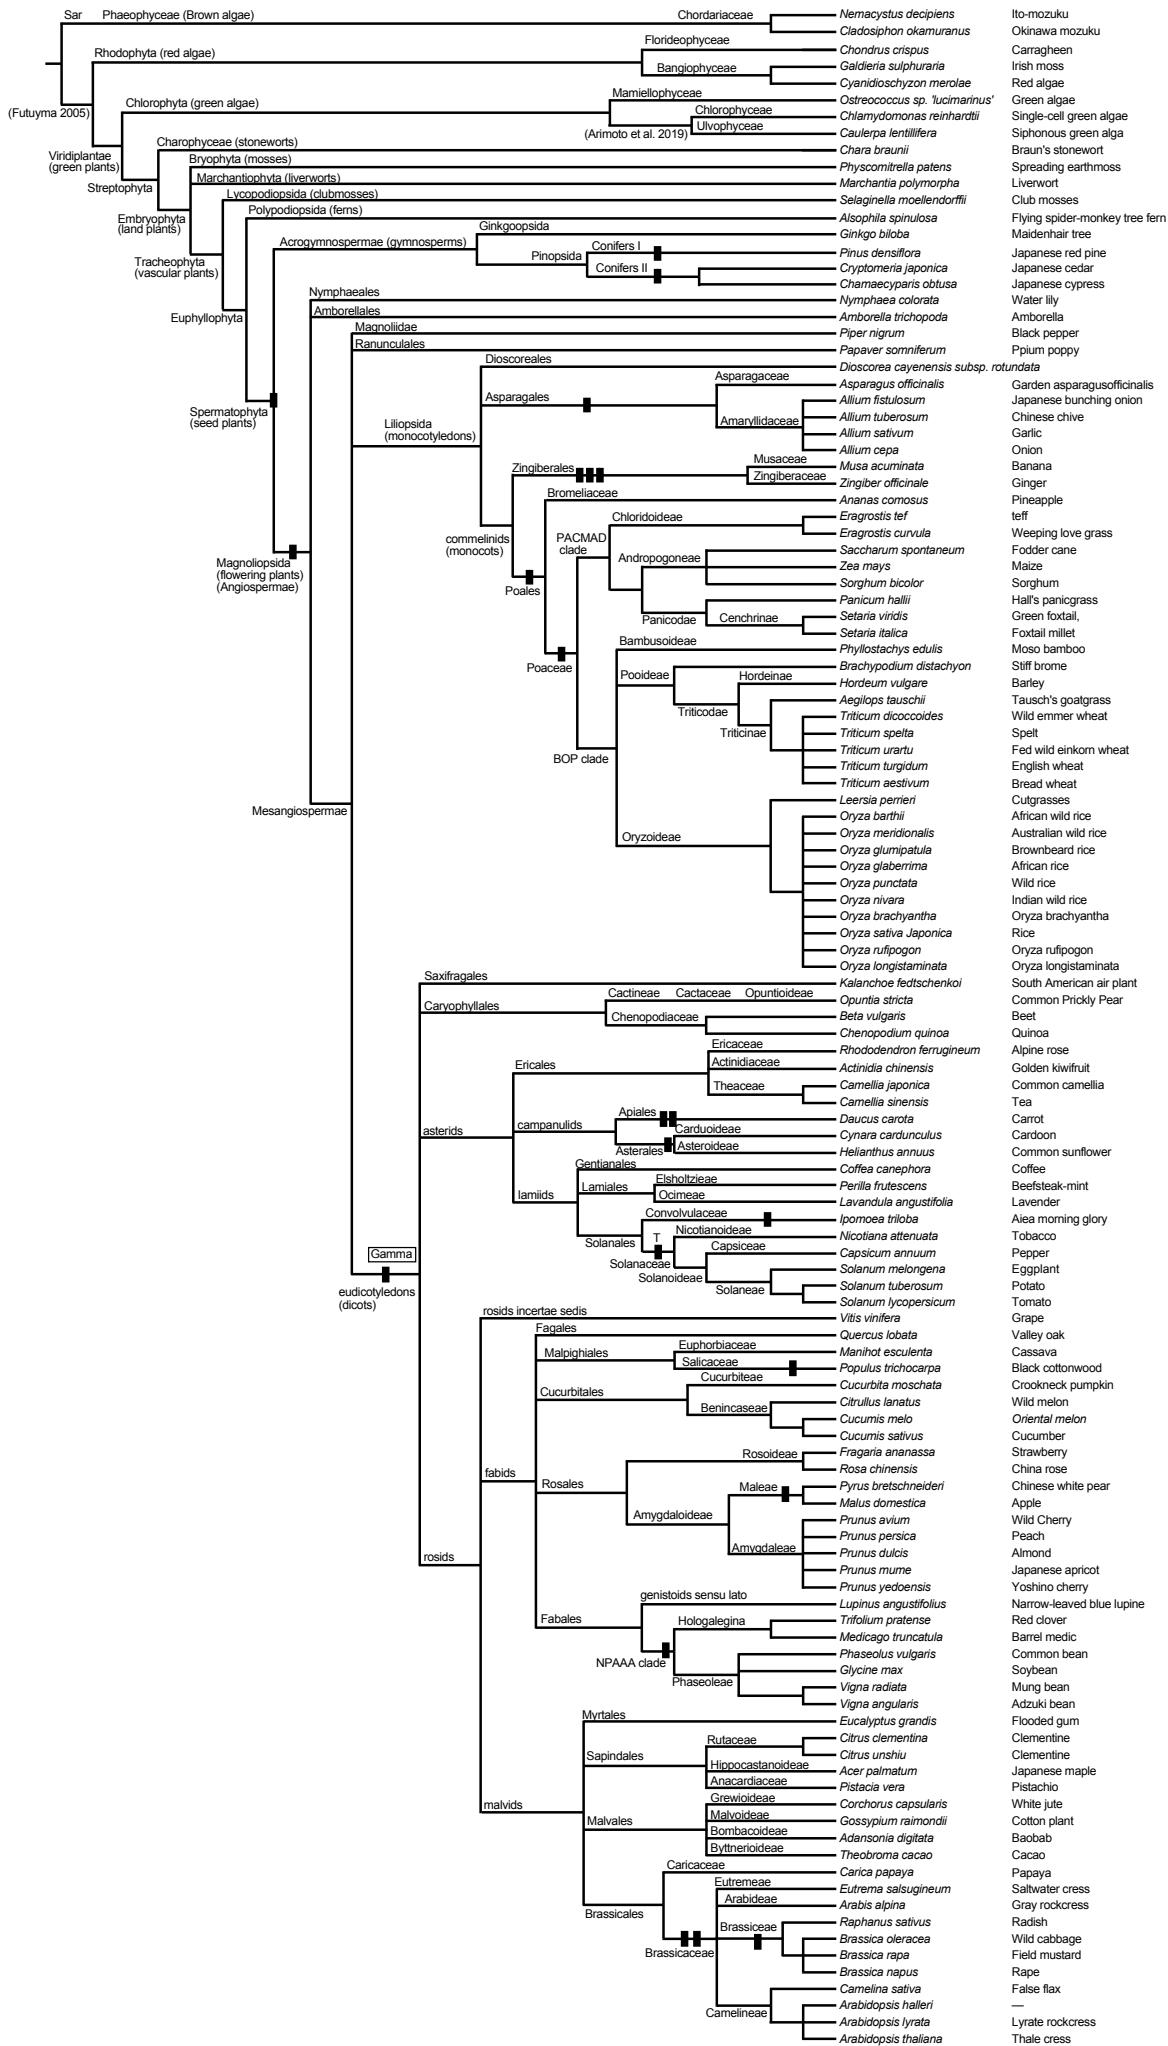 Sar Phaeophyceae (Brown algae) Chordariaceae Nemacystus decipiens Ito-mozuku
Cladosiphon okamuranus Okinawa mozuku
Rhodophyta (red algae) Florideophyceae Chondrus crispus Carragheen
Bangiophyceae Galdieria sulphuraria Irish moss
Cyanidioschyzon merolae Red algae
(Futuyma 2005) Chlorophyta (green algae) Mamiellophyceae Ostreococcus sp. 'lucimarinus' Green algae
Chlorophyceae Chlamydomonas reinhardtii Single-cell green algae
(Arimoto et al. 2019) Ulvophyceae Caulerpa lentillifera Siphonous green alga
Viridiplantae
(green plants)
Charophyceae (stoneworts) Chara braunii Braun's stonewort
Bryophyta (mosses) Physcomitrella patens Spreading earthmoss
Streptophyta Marchantiophyta (liverworts) Marchantia polymorpha Liverwort
Lycopodiopsida (clubmosses) Selaginella moellendorffii Club mosses
Embryophyta
(land plants)
Polypodiopsida (ferns) Alsophila spinulosa Flying spider-monkey tree fern
Acrogymnospermae (gymnosperms) Ginkgoopsida Ginkgo biloba Maidenhair tree
Tracheophyta
(vascular plants)
Pinopsida Conifers I Pinus densiflora Japanese red pine
Conifers II Cryptomeria japonica Japanese cedar
Chamaecyparis obtusa Japanese cypress
Nymphaeales Nymphaea colorata Water lily
Euphyllophyta Amborellales Amborella trichopoda Amborella
Magnoliidae Piper nigrum Black pepper
Ranunculales Papaver somniferum Ppium poppy
Dioscoreales Dioscorea cayenensis subsp. rotundata
Spermatophyta
(seed plants)
Liliopsida
(monocotyledons)
Asparagales Asparagaceae Asparagus officinalis Garden asparagusofficinalis
Allium fistulosum Japanese bunching onion
Amaryllidaceae Allium tuberosum Chinese chive
Allium sativum Garlic
Allium cepa Onion
Zingiberales Musaceae Musa acuminata Banana
Zingiberaceae Zingiber officinale Ginger
Bromeliaceae Ananas comosus Pineapple
commelinids
(monocots)
PACMAD
clade
Chloridoideae Eragrostis tef teff
Eragrostis curvula Weeping love grass
Magnoliopsida
(flowering plants)
(Angiospermae)
Andropogoneae Saccharum spontaneum Fodder cane
Zea mays Maize
Poales Sorghum bicolor Sorghum
Panicodae Panicum hallii Hall's panicgrass
Cenchrinae Setaria viridis Green foxtail,
Setaria italica Foxtail millet
Poaceae Bambusoideae Phyllostachys edulis Moso bamboo
Pooideae Brachypodium distachyon Stiff brome
Hordeinae Hordeum vulgare Barley
Triticodae Aegilops tauschii Tausch's goatgrass
Triticinae Triticum dicoccoides Wild emmer wheat
Triticum spelta Spelt
BOP clade Triticum urartu Fed wild einkorn wheat
Triticum turgidum English wheat
Triticum aestivum Bread wheat
Mesangiospermae Leersia perrieri Cutgrasses
Oryza barthii African wild rice
Oryzoideae Oryza meridionalis Australian wild rice
Oryza glumipatula Brownbeard rice
Oryza glaberrima African rice
Oryza punctata Wild rice
Oryza nivara Indian wild rice
Oryza brachyantha Oryza brachyantha
Oryza sativa Japonica Rice
Oryza rufipogon Oryza rufipogon
Oryza longistaminata Oryza longistaminata
Saxifragales Kalanchoe fedtschenkoi South American air plant
Caryophyllales Cactineae Cactaceae Opuntioideae Opuntia stricta Common Prickly Pear
Chenopodiaceae Beta vulgaris Beet
Chenopodium quinoa Quinoa
Ericales Ericaceae Rhododendron ferrugineum Alpine rose
Actinidiaceae Actinidia chinensis Golden kiwifruit
Theaceae Camellia japonica Common camellia
Camellia sinensis Tea
asterids campanulids Apiales Daucus carota Carrot
Carduoideae Cynara cardunculus Cardoon
Asterales Asteroideae Helianthus annuus Common sunflower
lamiids Gentianales Coffea canephora Coffee
Lamiales Elsholtzieae Perilla frutescens Beefsteak-mint
Ocimeae Lavandula angustifolia Lavender
Solanales Convolvulaceae Ipomoea triloba Aiea morning glory
T Nicotianoideae Nicotiana attenuata Tobacco
Gamma Solanaceae Capsiceae Capsicum annuum Pepper
Solanoideae Solanum melongena Eggplant
Solaneae Solanum tuberosum Potato
eudicotyledons
(dicots)
Solanum lycopersicum Tomato
rosids incertae sedis Vitis vinifera Grape
Fagales Quercus lobata Valley oak
Malpighiales Euphorbiaceae Manihot esculenta Cassava
Salicaceae Populus trichocarpa Black cottonwood
Cucurbitales Cucurbiteae Cucurbita moschata Crookneck pumpkin
Benincaseae Citrullus lanatus Wild melon
Cucumis melo Oriental melon
Cucumis sativus Cucumber
fabids Rosales Rosoideae Fragaria ananassa Strawberry
Rosa chinensis China rose
Maleae Pyrus bretschneideri Chinese white pear
Malus domestica Apple
Amygdaloideae Prunus avium Wild Cherry
Prunus persica Peach
rosids Amygdaleae Prunus dulcis Almond
Prunus mume Japanese apricot
Prunus yedoensis Yoshino cherry
Fabales genistoids sensu lato Lupinus angustifolius Narrow-leaved blue lupine
Hologalegina Trifolium pratense Red clover
Medicago truncatula Barrel medic
NPAAA clade Phaseolus vulgaris Common bean
Phaseoleae Glycine max Soybean
Vigna radiata Mung bean
Vigna angularis Adzuki bean
Myrtales Eucalyptus grandis Flooded gum
Sapindales Rutaceae Citrus clementina Clementine
Citrus unshiu Clementine
Hippocastanoideae Acer palmatum Japanese maple
Anacardiaceae Pistacia vera Pistachio
malvids Malvales Grewioideae Corchorus capsularis White jute
Malvoideae Gossypium raimondii Cotton plant
Bombacoideae Adansonia digitata Baobab
Byttnerioideae Theobroma cacao Cacao
Brassicales Caricaceae Carica papaya Papaya
Eutremeae Eutrema salsugineum Saltwater cress
Arabideae Arabis alpina Gray rockcress
Brassicaceae Brassiceae Raphanus sativus Radish
Brassica oleracea Wild cabbage
Brassica rapa Field mustard
Brassica napus Rape
Camelineae Camelina sativa False flax
Arabidopsis halleri —
Arabidopsis lyrata Lyrate rockcress
Arabidopsis thaliana Thale cress